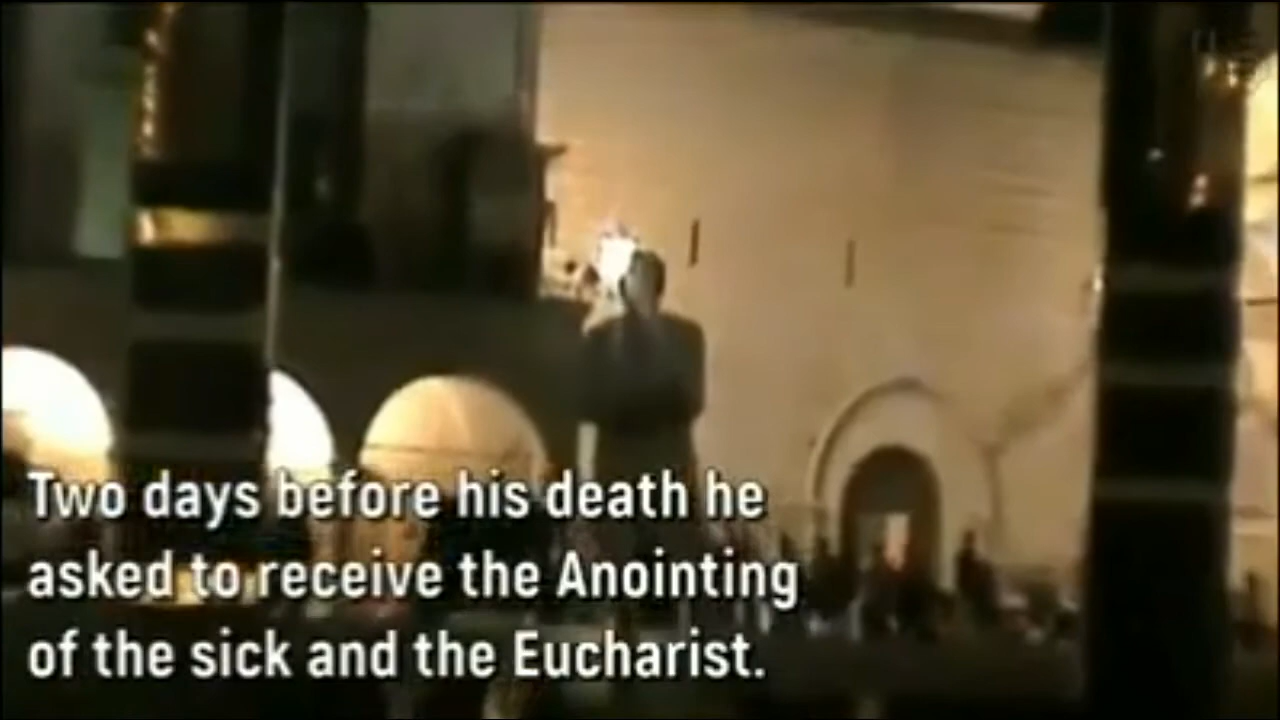 Two days before his death he
asked to receive the Anointing
of the sick and the Eucharist.